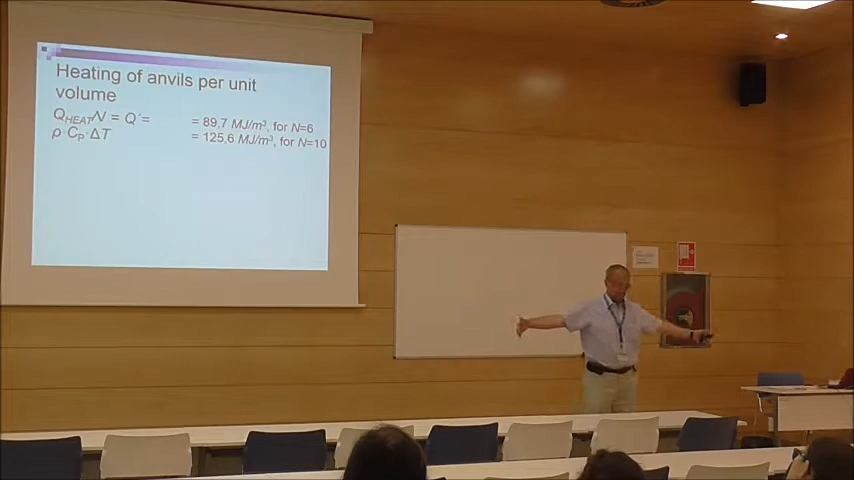 Heating of anvils per unit
volume
Q_HEAT/V = Q´= = 89,7 MJ/m³, for N=6
ρ·C_P·ΔT = 125,6 MJ/m³, for N=10